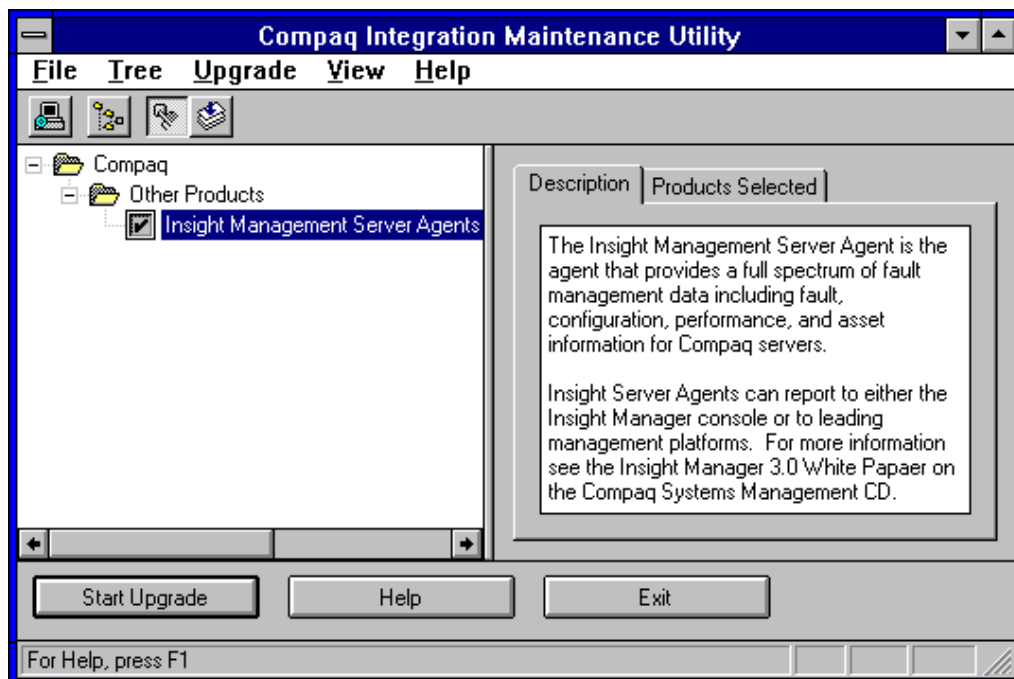 Compaq Integration Maintenance Utility
File Tree Upgrade View Help
Compaq
Other Products
Insight Management Server Agents
Description Products Selected
The Insight Management Server Agent is the
agent that provides a full spectrum of fault
management data including fault,
configuration, performance, and asset
information for Compaq servers.
Insight Server Agents can report to either the
Insight Manager console or to leading
management platforms. For more information
see the Insight Manager 3.0 White Papaer on
the Compaq Systems Management CD.
Start Upgrade Help Exit
For Help, press F1